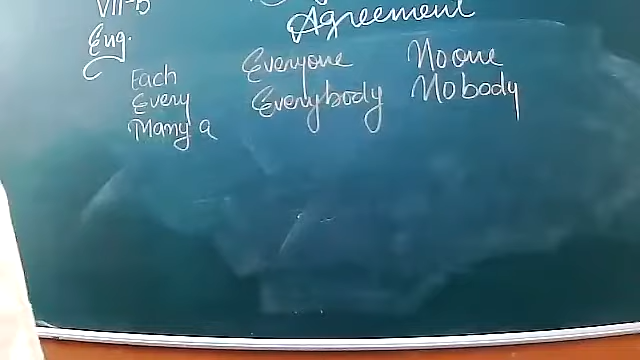 VII-b
Agreement
Eng.
Each Everyone No one
Every Everybody Nobody
Many a